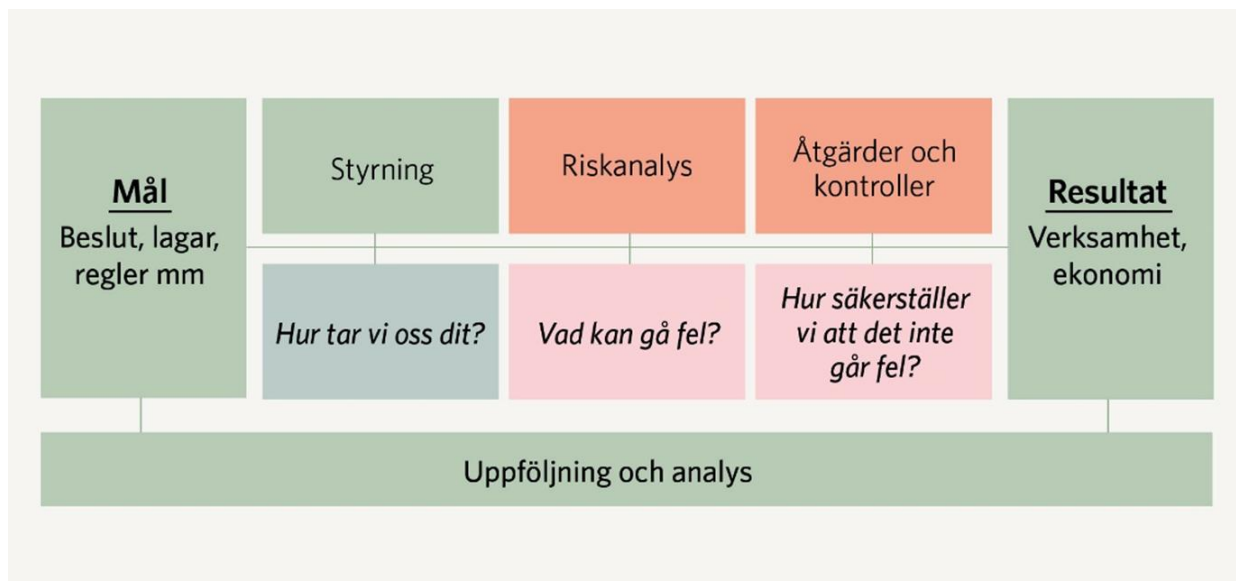 Mål
Beslut, lagar,
regler mm
Styrning
Hur tar vi oss dit?
Riskanalys
Vad kan gå fel?
Åtgärder och
kontroller
Hur säkerställer
vi att det inte
går fel?
Resultat
Verksamhet,
ekonomi
Uppföljning och analys